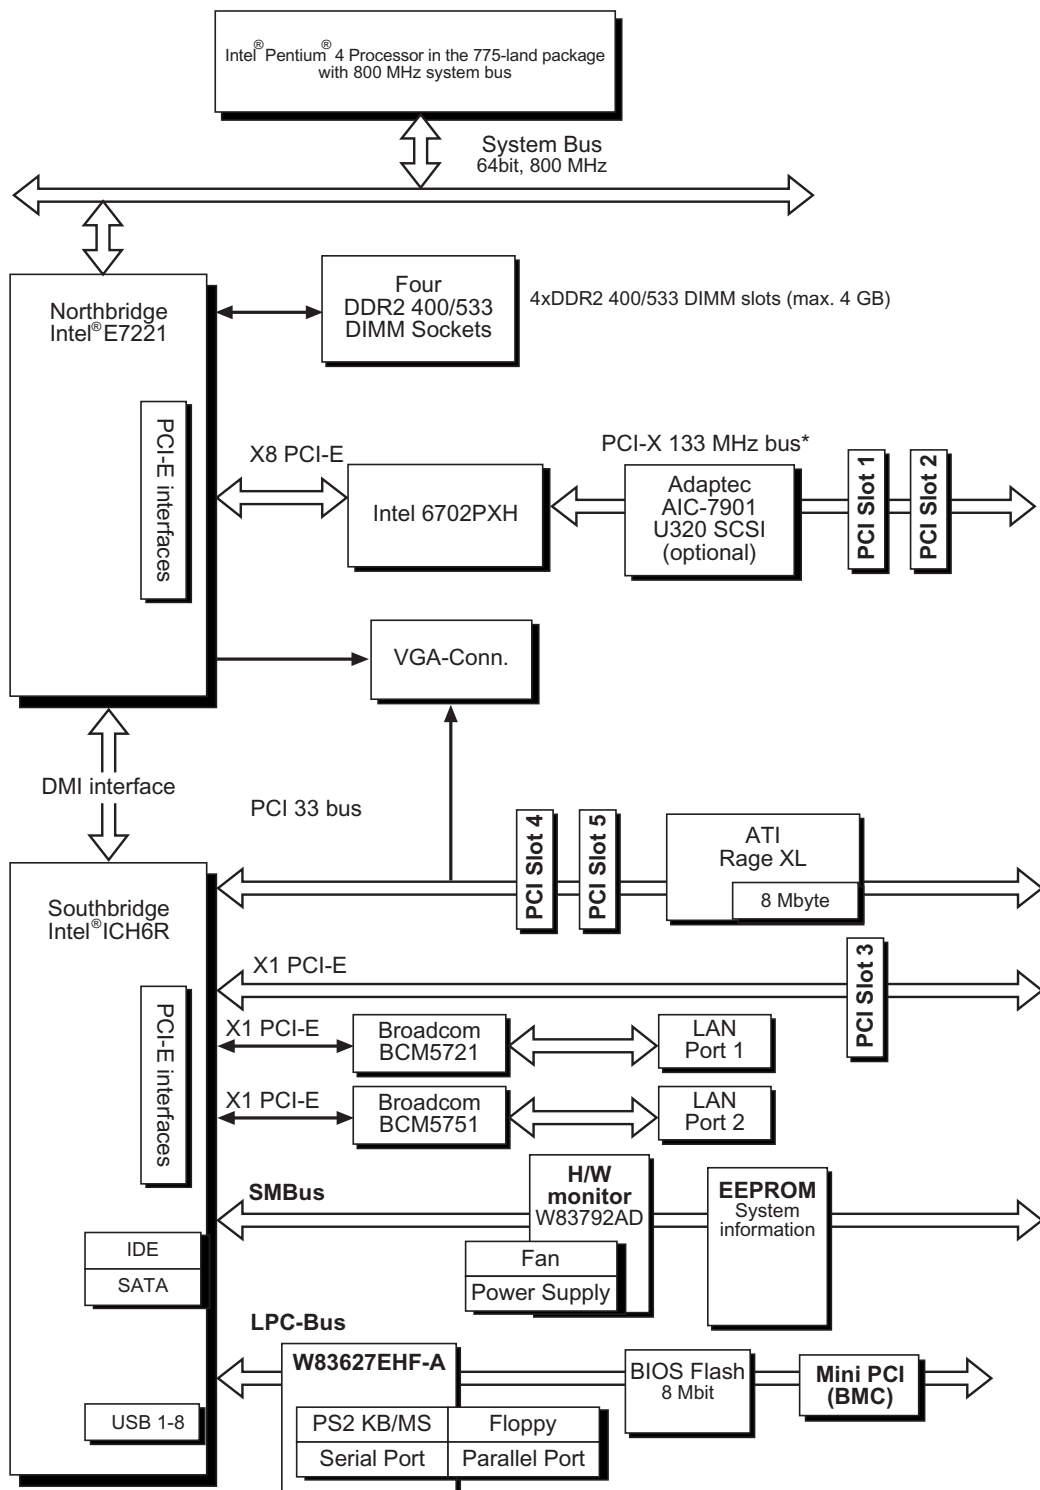 Intel®Pentium® 4 Processor in the 775-land package
with 800 MHz system bus
System Bus
64bit, 800 MHz
Northbridge
Intel®E7221
Four
DDR2 400/533
DIMM Sockets
4xDDR2 400/533 DIMM slots (max. 4 GB)
PCI-E interfaces
X8 PCI-E
Intel 6702PXH
PCI-X 133 MHz bus*
Adaptec
AIC-7901
U320 SCSI
(optional)
PCI Slot 1
PCI Slot 2
VGA-Conn.
DMI interface
PCI 33 bus
PCI Slot 4
PCI Slot 5
ATI
Rage XL
8 Mbyte
Southbridge
Intel®ICH6R
X1 PCI-E
PCI Slot 3
PCI-E interfaces
X1 PCI-E
Broadcom
BCM5721
LAN
Port 1
X1 PCI-E
Broadcom
BCM5751
LAN
Port 2
SMBus
H/W
monitor
W83792AD
Fan
Power Supply
EEPROM
System
information
IDE
SATA
LPC-Bus
W83627EHF-A
PS2 KB/MS
Floppy
Serial Port
Parallel Port
BIOS Flash
8 Mbit
Mini PCI
(BMC)
USB 1-8